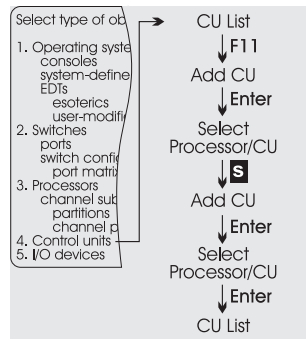 Select type of ob
1. Operating syste
consoles
system-define
EDTs
esoterics
user-modifi
2. Switches
ports
switch confi
port matri
3. Processors
channel sub
partitions
channel p
4. Control units
5. I/O devices
CU List
F11
Add CU
Enter
Select
Processor/CU
s
Add CU
Enter
Select
Processor/CU
Enter
CU List